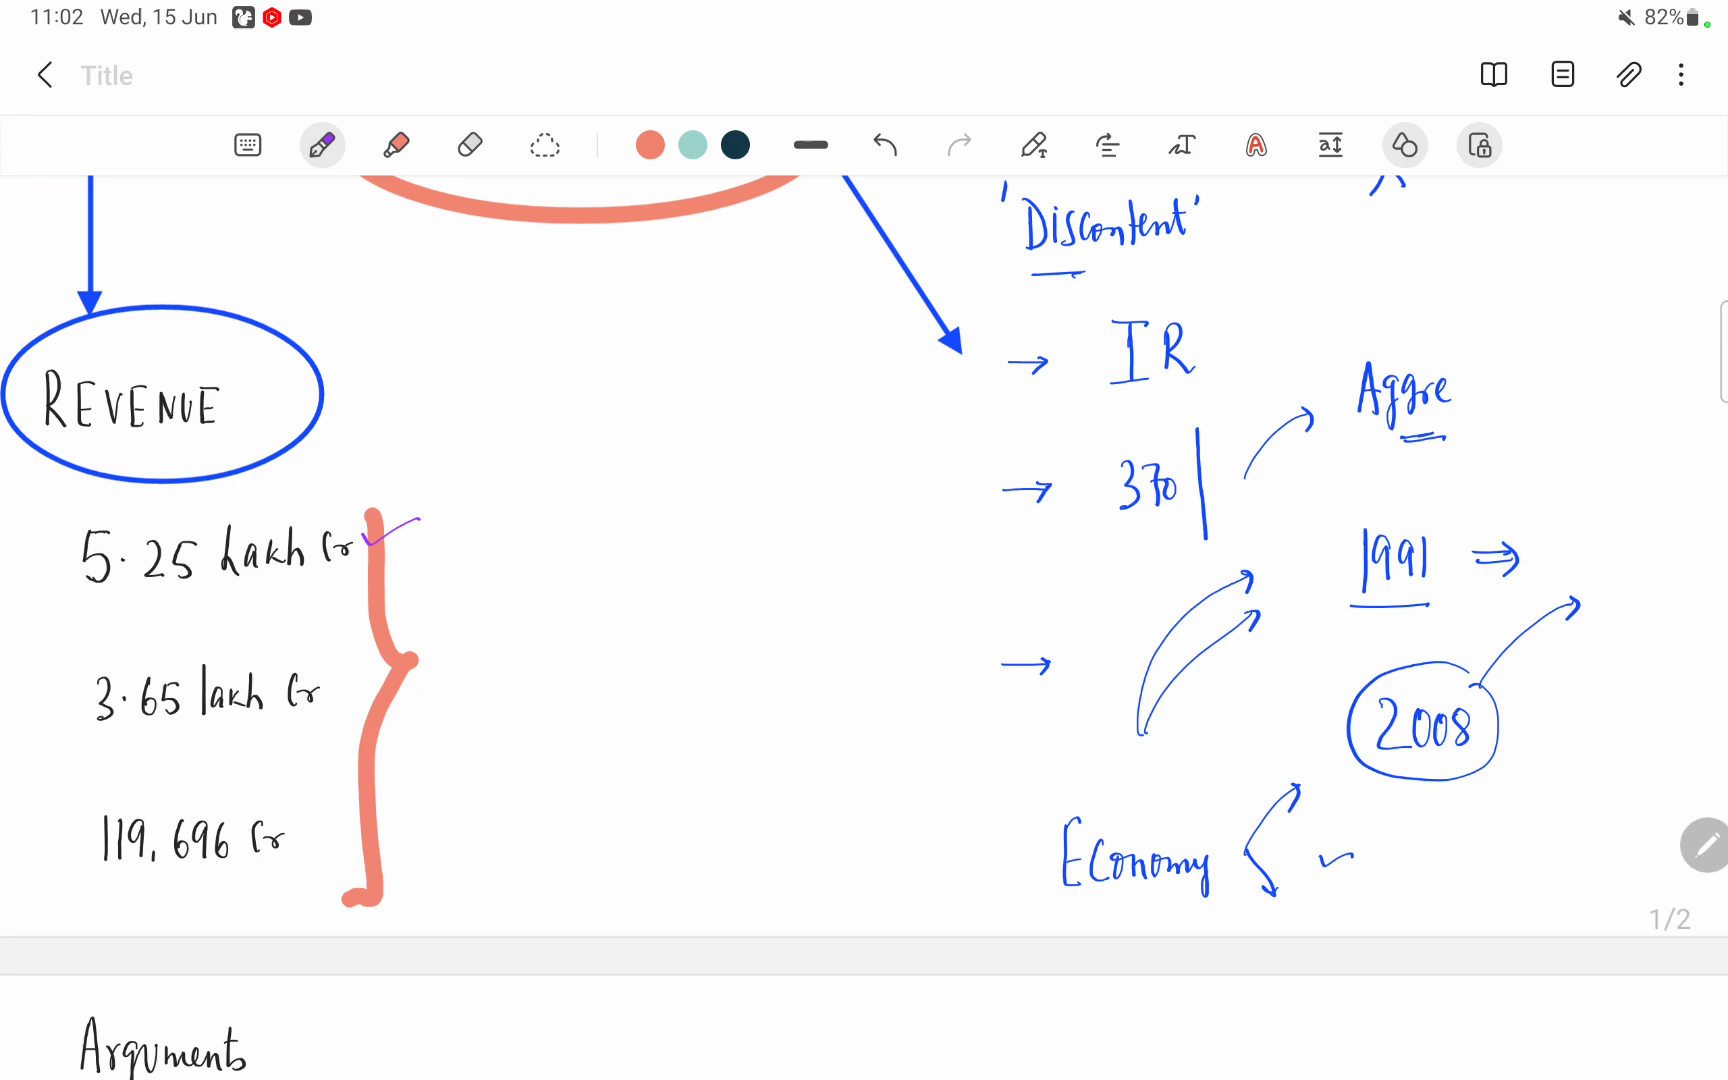 11:02 Wed, 15 Jun
82%
Title
'Discontent'
REVENUE
IR
Aggre
370
5.25 Lakh Cr
1991
3.65 lakh Cr
2008
119,696 Cr
Economy
1/2
Arguments